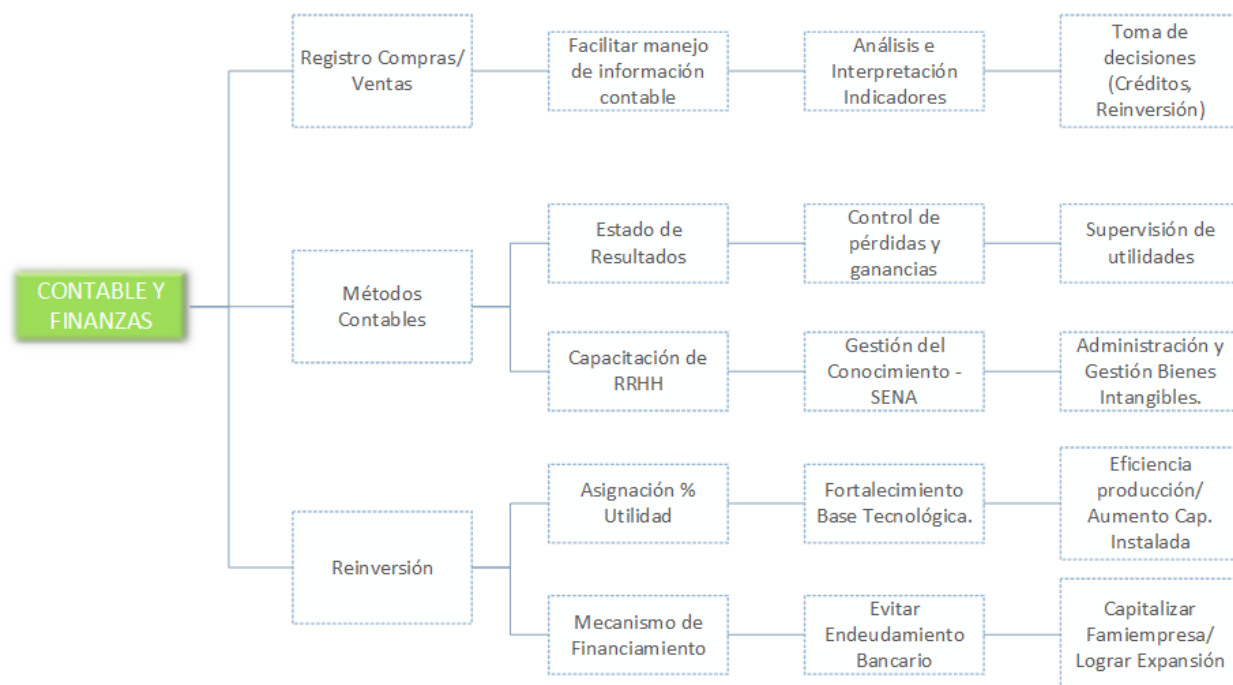 Registro Compras/
Ventas
Facilitar manejo
de información
contable
Análisis e
Interpretación
Indicadores
Toma de
decisiones
(Créditos,
Reinversión)
CONTABLE Y
FINANZAS
Métodos
Contables
Estado de
Resultados
Control de
pérdidas y
ganancias
Supervisión de
utilidades
Capacitación de
RRHH
Gestión del
Conocimiento -
SENA
Administración y
Gestión Bienes
Intangibles.
Reinversión
Asignación %
Utilidad
Fortalecimiento
Base Tecnológica.
Eficiencia
producción/
Aumento Cap.
Instalada
Mecanismo de
Financiamiento
Evitar
Endeudamiento
Bancario
Capitalizar
Famiempresa/
Lograr Expansión